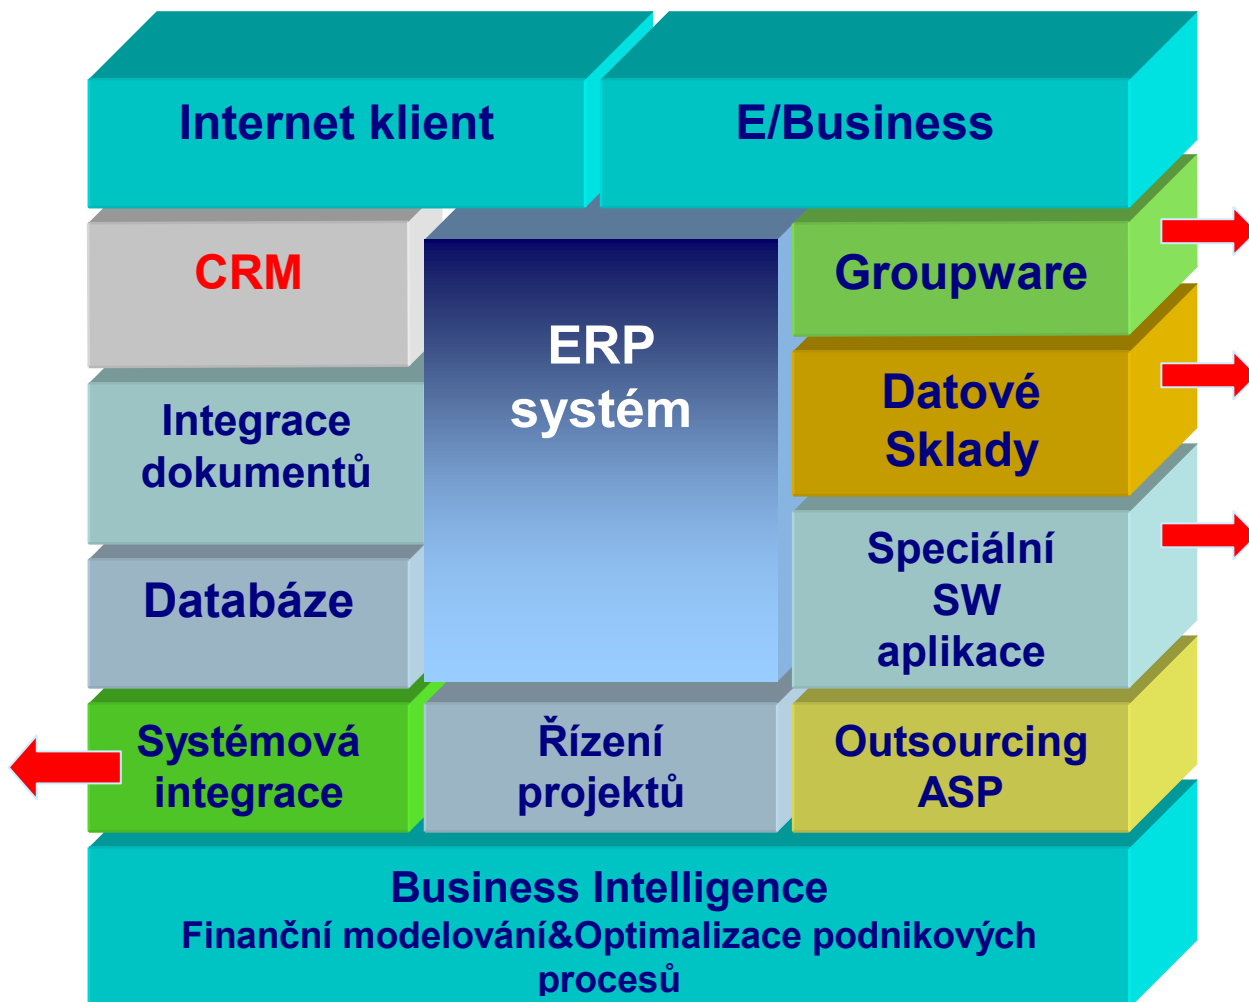 Internet klient
E/Business
CRM
ERP
systém
Groupware
Integrace
dokumentů
Datové
Sklady
Databáze
Speciální
SW
aplikace
Systémová
integrace
Řízení
projektů
Outsourcing
ASP
Business Intelligence
Finanční modelování&Optimalizace podnikových
procesů